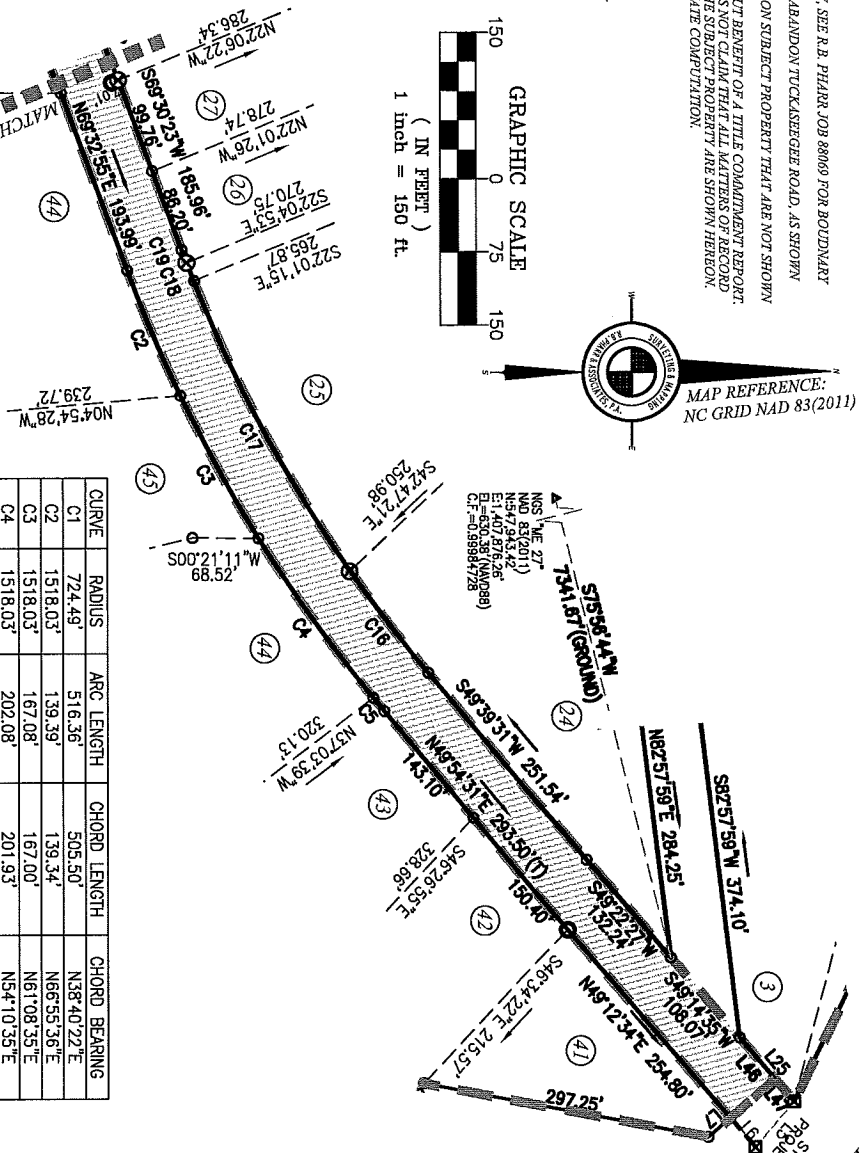 , SEE R.B. PHARR JOB 88069 FOR BOUDNARY
ABANDON TUCKASEEGEE ROAD, AS SHOWN
ON SUBJECT PROPERTY THAT ARE NOT SHOWN
UT BENEFIT OF A TITLE COMMITMENT REPORT.
S NOT CLAIM THAT ALL MATTERS OF RECORD
HE SUBJECT PROPERTY ARE SHOWN HEREON.
ATE COMPUTATION.
GRAPHIC SCALE
150 0 75 150
( IN FEET )
1 inch = 150 ft.
N
W
E
S
SURVEYING & MAPPING
R.B. PHARR & ASSOCIATES, P.A.
MAP REFERENCE:
NC GRID NAD 83(2011)
NGS "ME 27"
NAD 83(2011)
N:547,943.42'
E:1,407,876.26'
EL=630.38'(NAVD88)
C.F.=0.99984728
S75°56'44"W
7341.67'(GROUND)
N82°57'59"E 284.25'
S82°57'59"W 374.10'
N22°06'22"W
286.34'
27
N22°01'26"W
278.74'
26
S22°04'53"E
270.75'
S22°01'15"E
265.87'
S69°30'23"W 185.96'
99.76'
86.20'
C19
C18
MATCH
N69°32'55"E 193.99'
44
C2
N04°54'28"W
239.72'
25
C17
C3
45
S00°21'11"W
68.52'
S42°47'21"E
250.98'
C16
C4
44
C5
N37°03'39"W
320.13'
24
S49°39'31"W 251.54'
N49°54'31"E 293.50'(T)
143.10'
43
S46°26'55"E
328.66'
150.40'
42
S49°22'27"W
132.24'
S49°14'35"W
108.07'
3
L46
L25
L47
S46°34'22"E 215.57'
N49°12'34"E 254.80'
41
297.25'
L7
L6
CURVE RADIUS ARC LENGTH CHORD LENGTH CHORD BEARING
C1 724.49' 516.36' 505.50' N38°40'22"E
C2 1518.03' 139.39' 139.34' N66°55'36"E
C3 1518.03' 167.08' 167.00' N61°08'35"E
C4 1518.03' 202.08' 201.93' N54°10'35"E